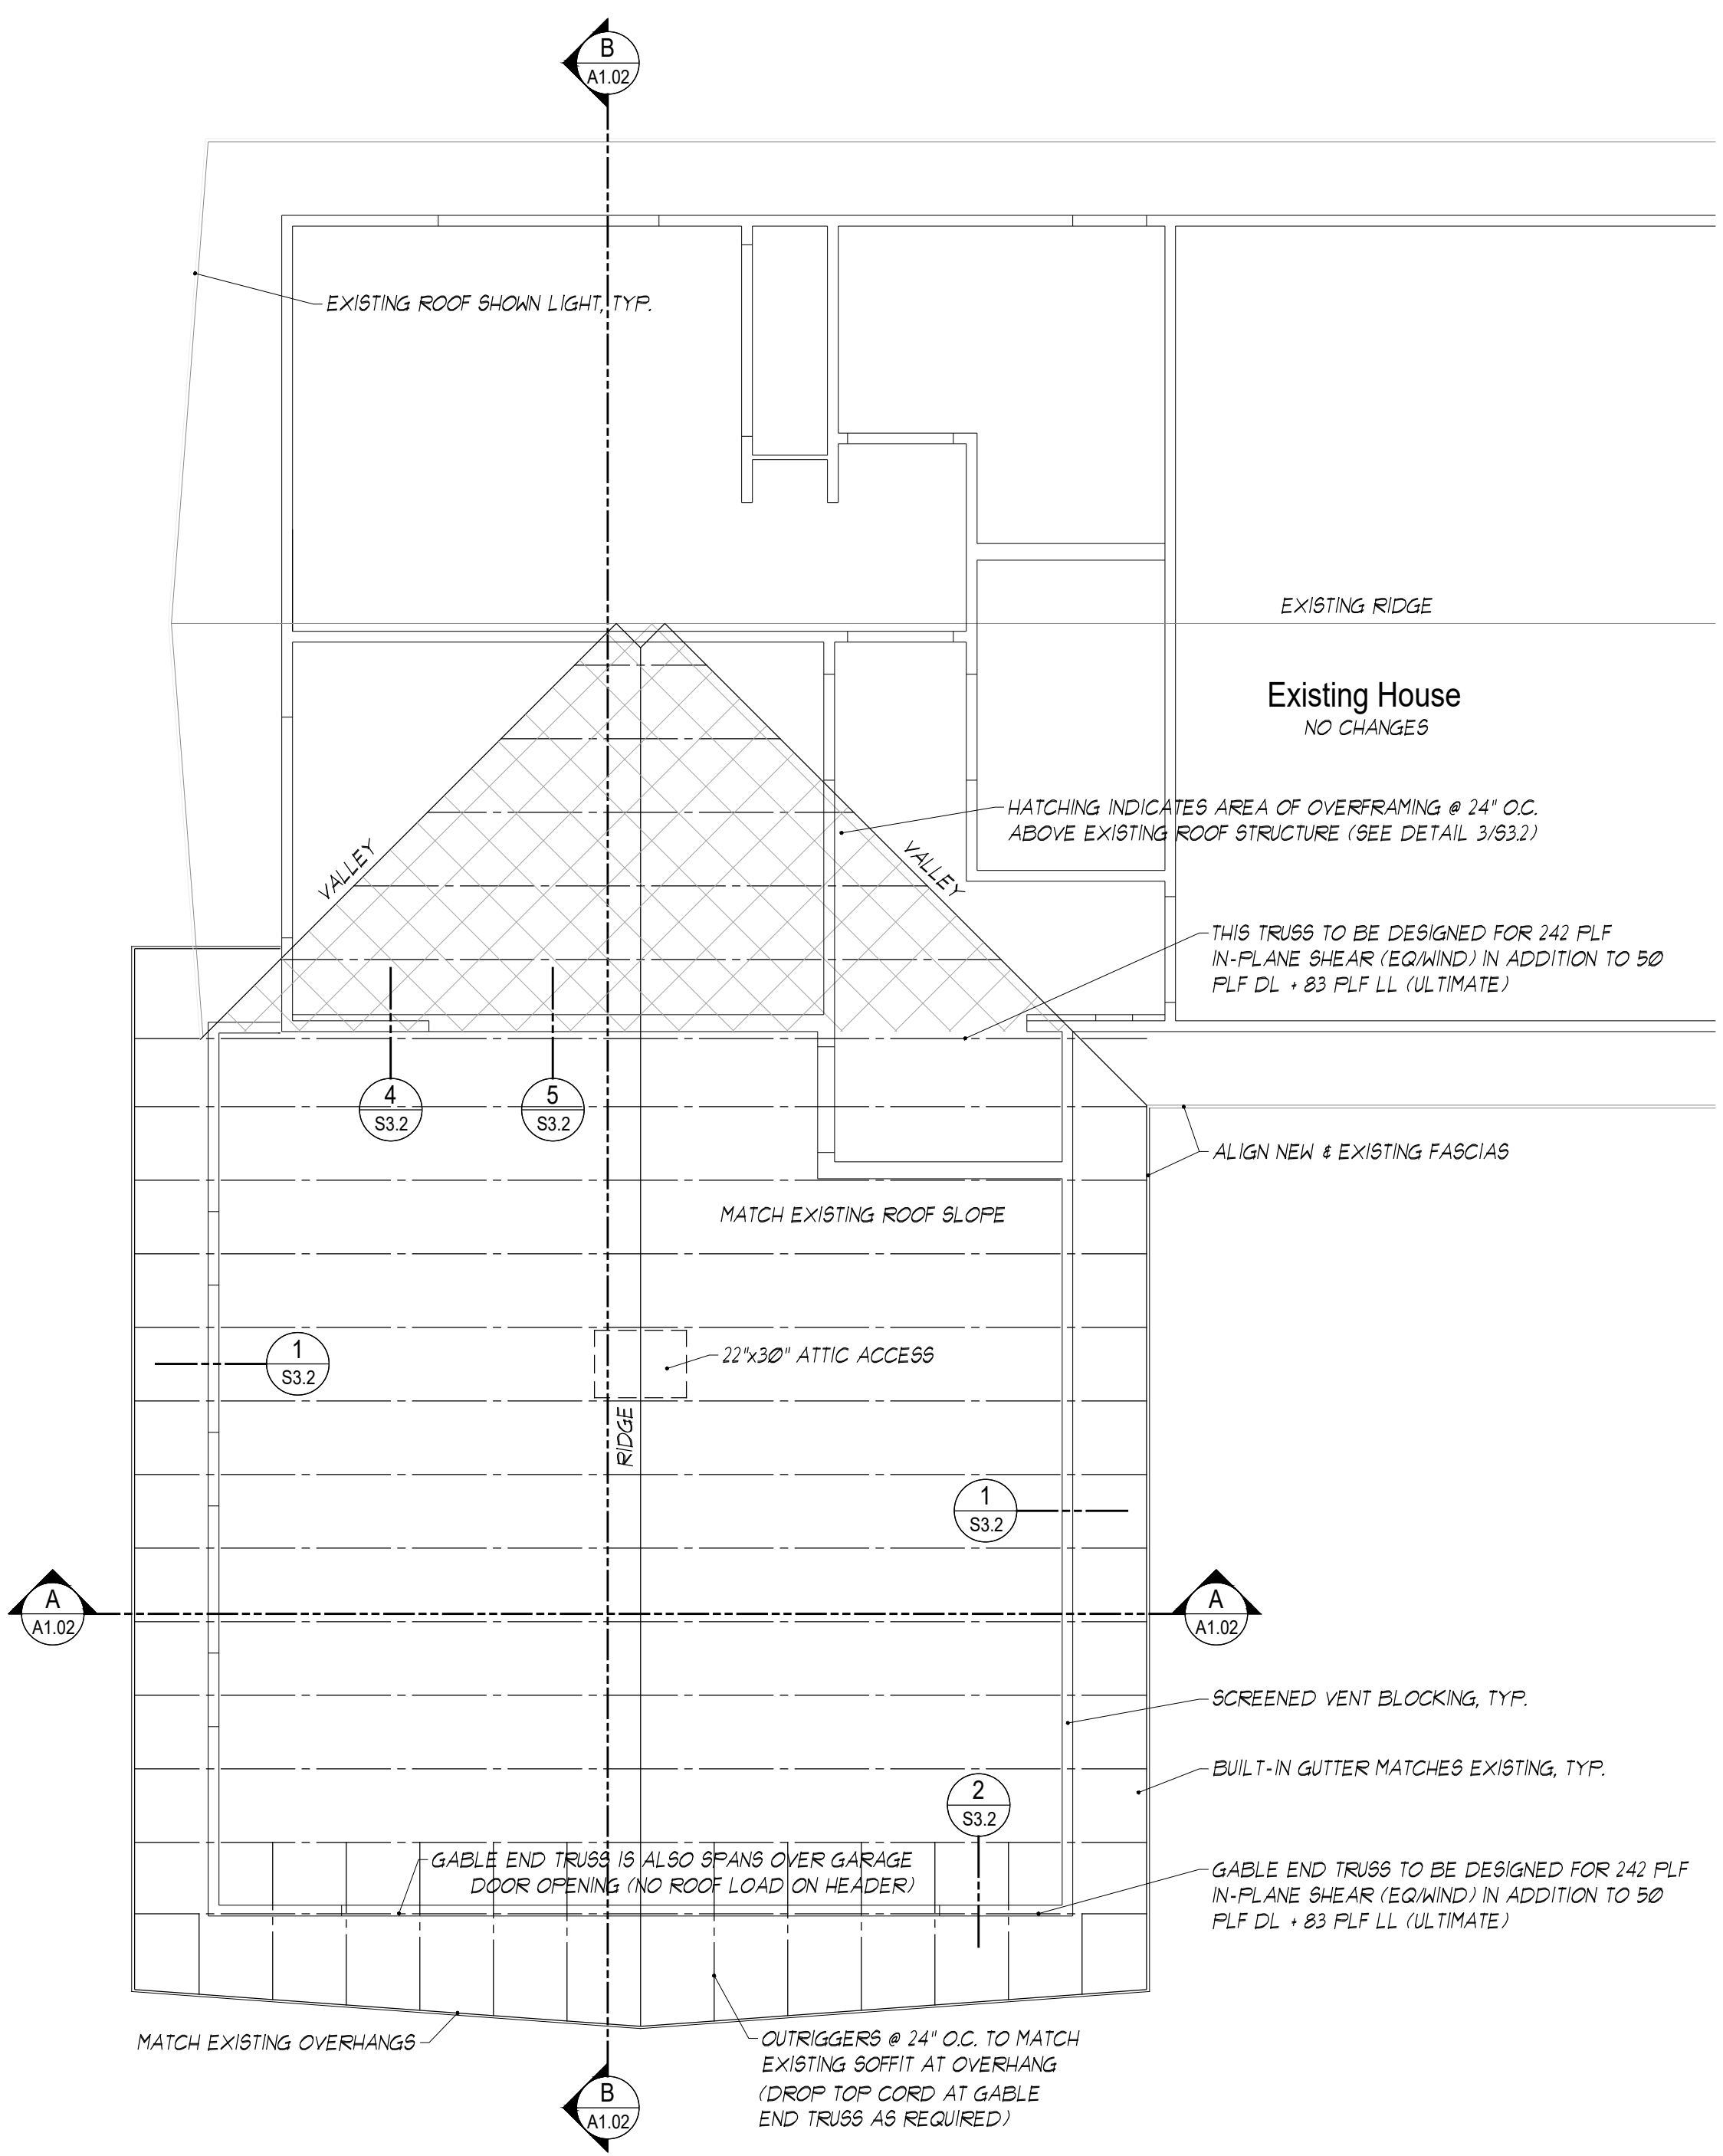 B
A1.02
EXISTING ROOF SHOWN LIGHT, TYP.
EXISTING RIDGE
Existing House
NO CHANGES
HATCHING INDICATES AREA OF OVERFRAMING @ 24" O.C.
ABOVE EXISTING ROOF STRUCTURE (SEE DETAIL 3/S3.2)
VALLEY
VALLEY
THIS TRUSS TO BE DESIGNED FOR 242 PLF
IN-PLANE SHEAR (EQ/WIND) IN ADDITION TO 50
PLF DL + 83 PLF LL (ULTIMATE)
4
S3.2
5
S3.2
ALIGN NEW & EXISTING FASCIAS
MATCH EXISTING ROOF SLOPE
1
S3.2
22"x30" ATTIC ACCESS
RIDGE
1
S3.2
A
A1.02
A
A1.02
SCREENED VENT BLOCKING, TYP.
BUILT-IN GUTTER MATCHES EXISTING, TYP.
2
S3.2
GABLE END TRUSS IS ALSO SPANS OVER GARAGE
DOOR OPENING (NO ROOF LOAD ON HEADER)
GABLE END TRUSS TO BE DESIGNED FOR 242 PLF
IN-PLANE SHEAR (EQ/WIND) IN ADDITION TO 50
PLF DL + 83 PLF LL (ULTIMATE)
MATCH EXISTING OVERHANGS
OUTRIGGERS @ 24" O.C. TO MATCH
EXISTING SOFFIT AT OVERHANG
(DROP TOP CORD AT GABLE
END TRUSS AS REQUIRED)
B
A1.02